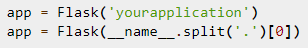 app = Flask('yourapplication')
app = Flask(__name__.split('.')[0])